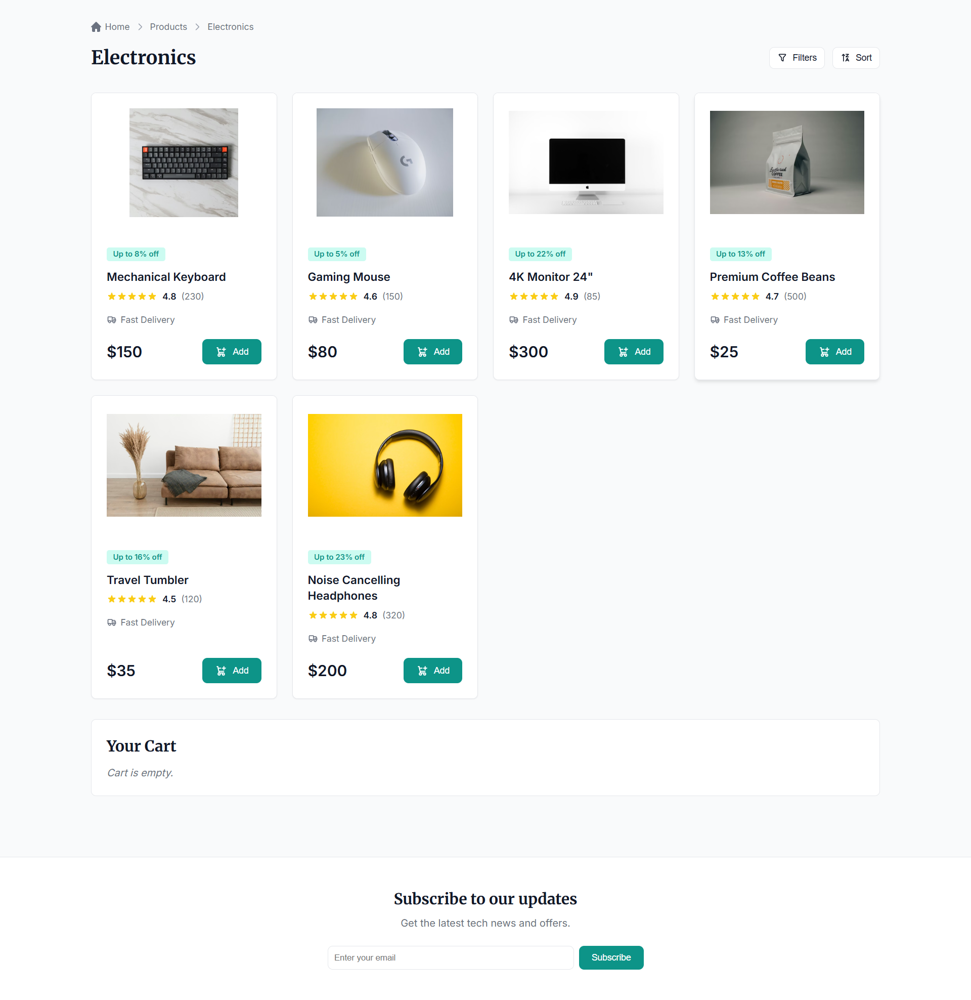 Home > Products > Electronics
Electronics
Filters
Sort
Up to 8% off
Mechanical Keyboard
4.8 (230)
Fast Delivery
$150
Add
G
Up to 5% off
Gaming Mouse
4.6 (150)
Fast Delivery
$80
Add
Up to 22% off
4K Monitor 24"
4.9 (85)
Fast Delivery
$300
Add
COFFEE
Up to 13% off
Premium Coffee Beans
4.7 (500)
Fast Delivery
$25
Add
Up to 16% off
Travel Tumbler
4.5 (120)
Fast Delivery
$35
Add
Up to 23% off
Noise Cancelling
Headphones
4.8 (320)
Fast Delivery
$200
Add
Your Cart
Cart is empty.
Subscribe to our updates
Get the latest tech news and offers.
Enter your email
Subscribe